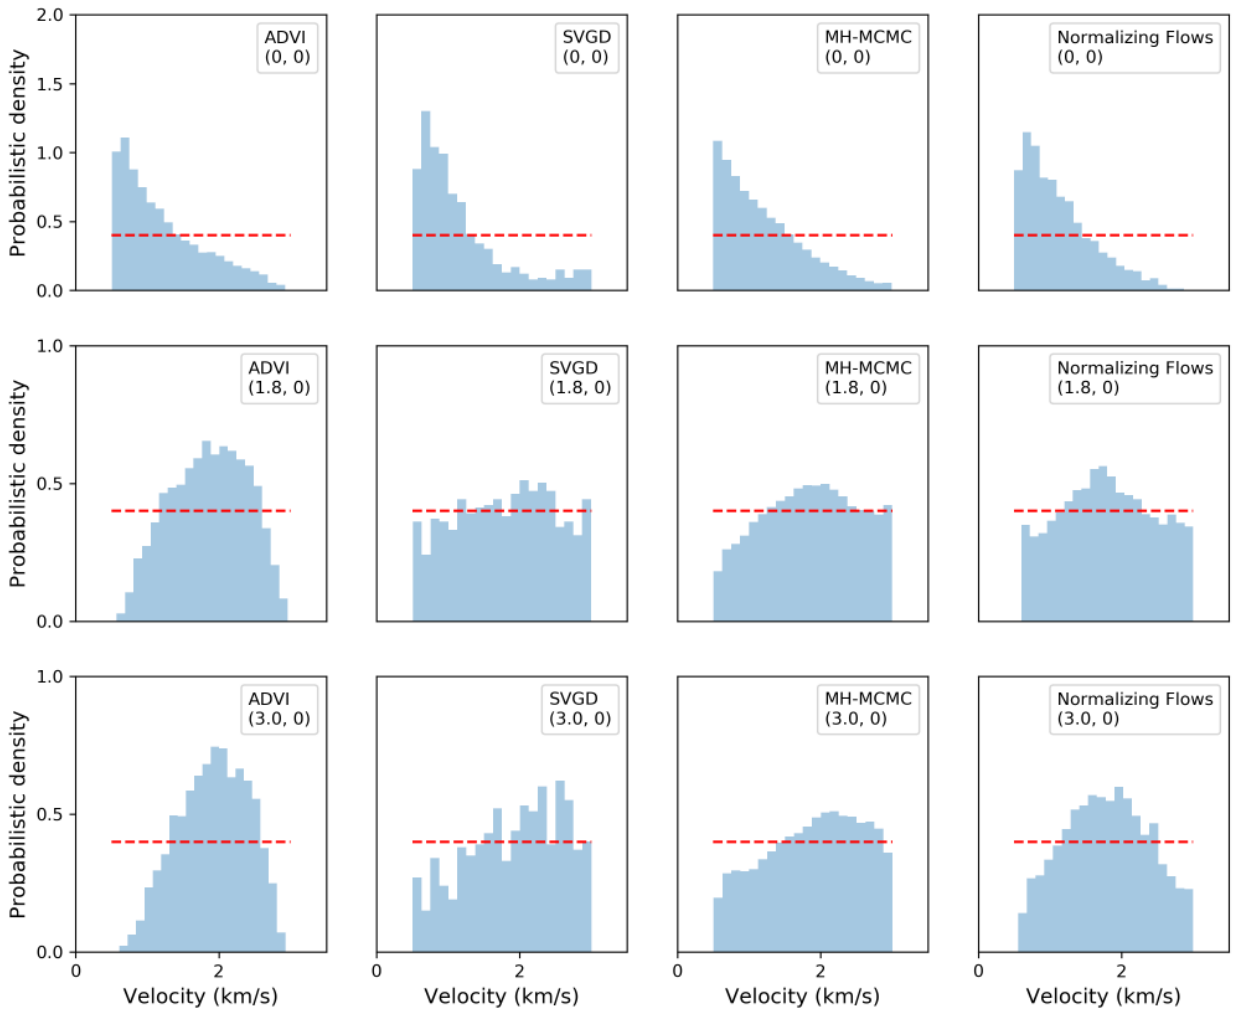 2.0
1.5
1.0
0.5
0.0
Probabilistic density
ADVI
(0, 0)
SVGD
(0, 0)
MH-MCMC
(0, 0)
Normalizing Flows
(0, 0)
1.0
0.5
0.0
Probabilistic density
ADVI
(1.8, 0)
SVGD
(1.8, 0)
MH-MCMC
(1.8, 0)
Normalizing Flows
(1.8, 0)
1.0
0.5
0.0
Probabilistic density
ADVI
(3.0, 0)
SVGD
(3.0, 0)
MH-MCMC
(3.0, 0)
Normalizing Flows
(3.0, 0)
0 2
0 2
0 2
0 2
Velocity (km/s)
Velocity (km/s)
Velocity (km/s)
Velocity (km/s)